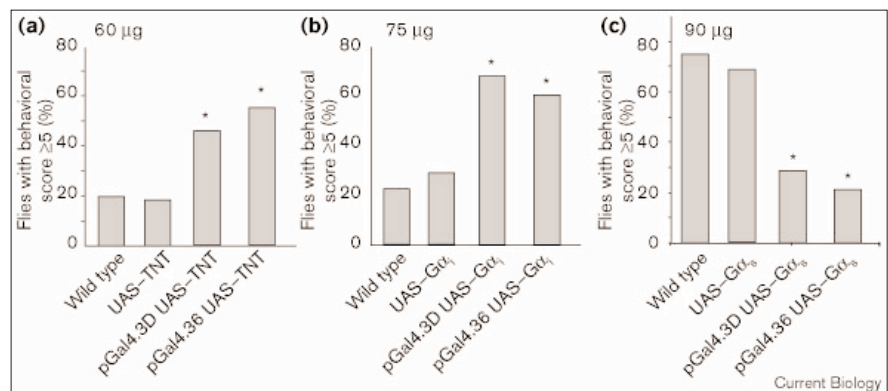 (a) 60 µg
Flies with behavioral
score ≥5 (%)
80
60
40
20
0
Wild type
UAS–TNT
pGal4.3D UAS–TNT
pGal4.36 UAS–TNT
*
*
(b) 75 µg
Flies with behavioral
score ≥5 (%)
80
60
40
20
0
Wild type
UAS–Gαi
pGal4.3D UAS–Gαi
pGal4.36 UAS–Gαi
*
*
(c) 90 µg
Flies with behavioral
score ≥5 (%)
80
60
40
20
0
Wild type
UAS–Gαs
pGal4.3D UAS–Gαs
pGal4.36 UAS–Gαs
*
*
Current Biology